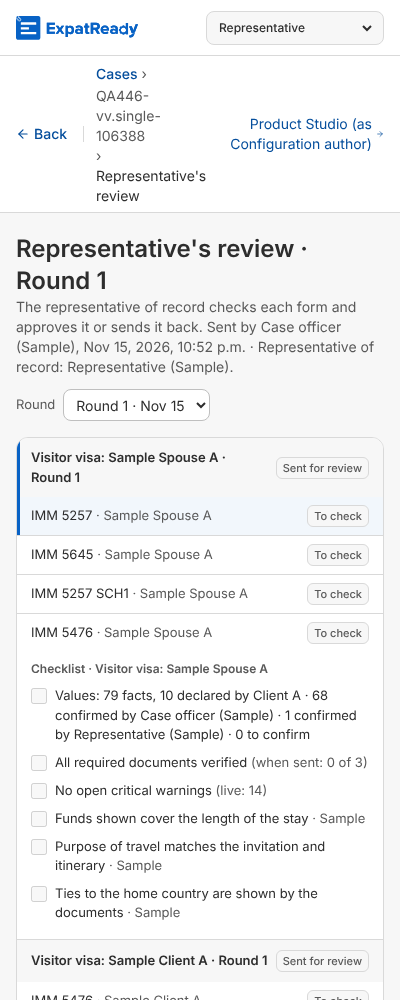 ExpatReady
Representative
Back
Cases ›
QA446-
vv.single-
106388
›
Representative's
review
Product Studio (as
Configuration author)
Representative's review ·
Round 1
The representative of record checks each form and
approves it or sends it back. Sent by Case officer
(Sample), Nov 15, 2026, 10:52 p.m. · Representative of
record: Representative (Sample).
Round
Round 1 · Nov 15
Visitor visa: Sample Spouse A ·
Round 1
Sent for review
IMM 5257 · Sample Spouse A
To check
IMM 5645 · Sample Spouse A
To check
IMM 5257 SCH1 · Sample Spouse A
To check
IMM 5476 · Sample Spouse A
To check
Checklist · Visitor visa: Sample Spouse A
Values: 79 facts, 10 declared by Client A · 68
confirmed by Case officer (Sample) · 1 confirmed
by Representative (Sample) · 0 to confirm
All required documents verified (when sent: 0 of 3)
No open critical warnings (live: 14)
Funds shown cover the length of the stay · Sample
Purpose of travel matches the invitation and
itinerary · Sample
Ties to the home country are shown by the
documents · Sample
Visitor visa: Sample Client A · Round 1
Sent for review
IMM 5476 · Sample Client A
To check